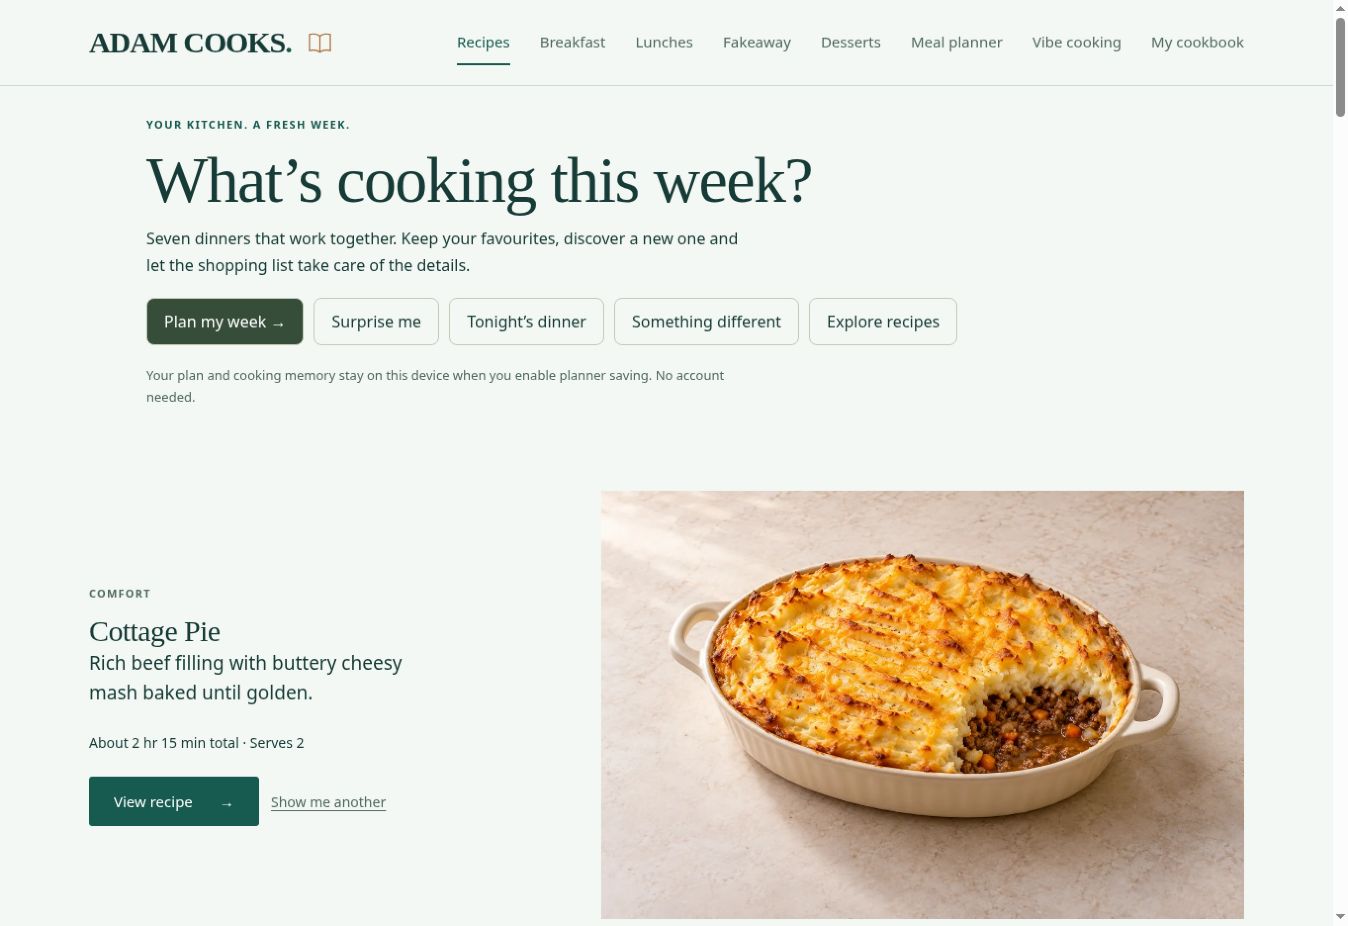 ADAM COOKS.
Recipes
Breakfast
Lunches
Fakeaway
Desserts
Meal planner
Vibe cooking
My cookbook
YOUR KITCHEN. A FRESH WEEK.
What’s cooking this week?
Seven dinners that work together. Keep your favourites, discover a new one and
let the shopping list take care of the details.
Plan my week →
Surprise me
Tonight’s dinner
Something different
Explore recipes
Your plan and cooking memory stay on this device when you enable planner saving. No account
needed.
COMFORT
Cottage Pie
Rich beef filling with buttery cheesy
mash baked until golden.
About 2 hr 15 min total · Serves 2
View recipe →
Show me another